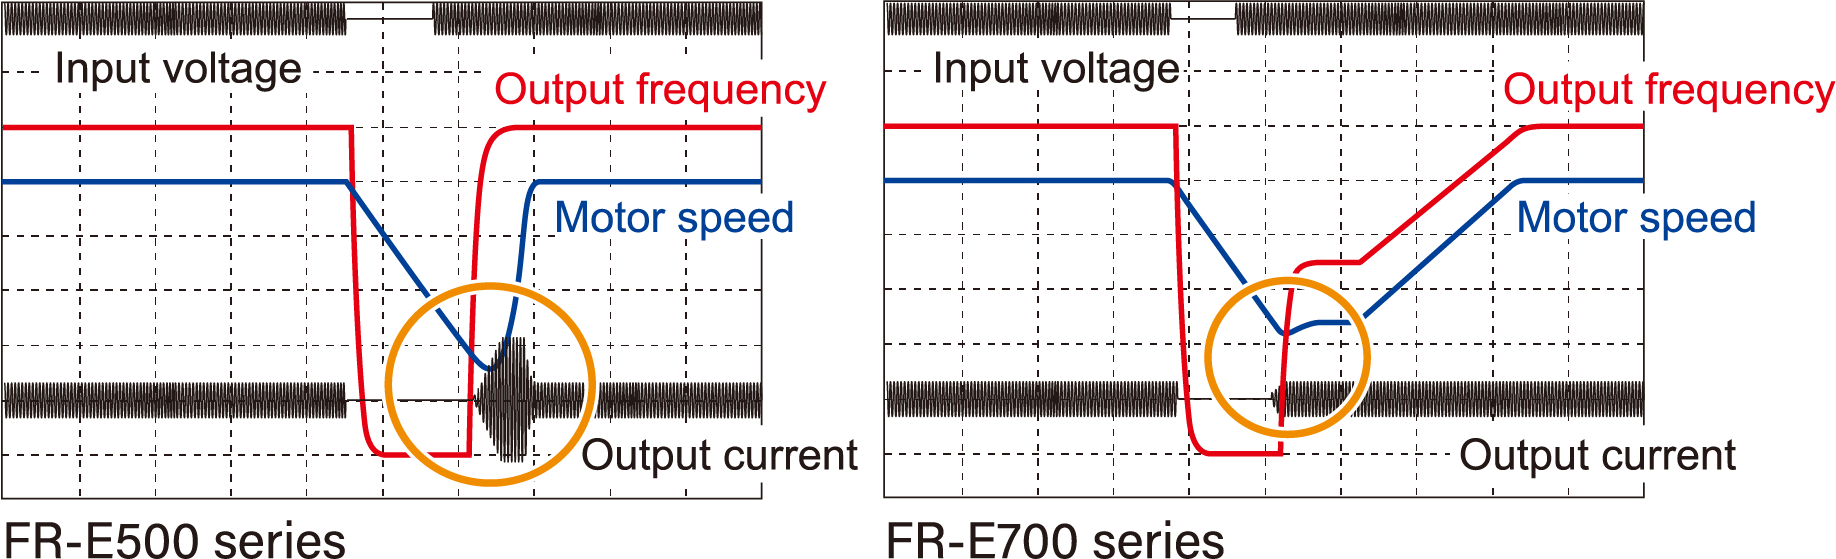 Input voltage
Output frequency
Motor speed
Output current
FR-E500 series
Input voltage
Output frequency
Motor speed
Output current
FR-E700 series